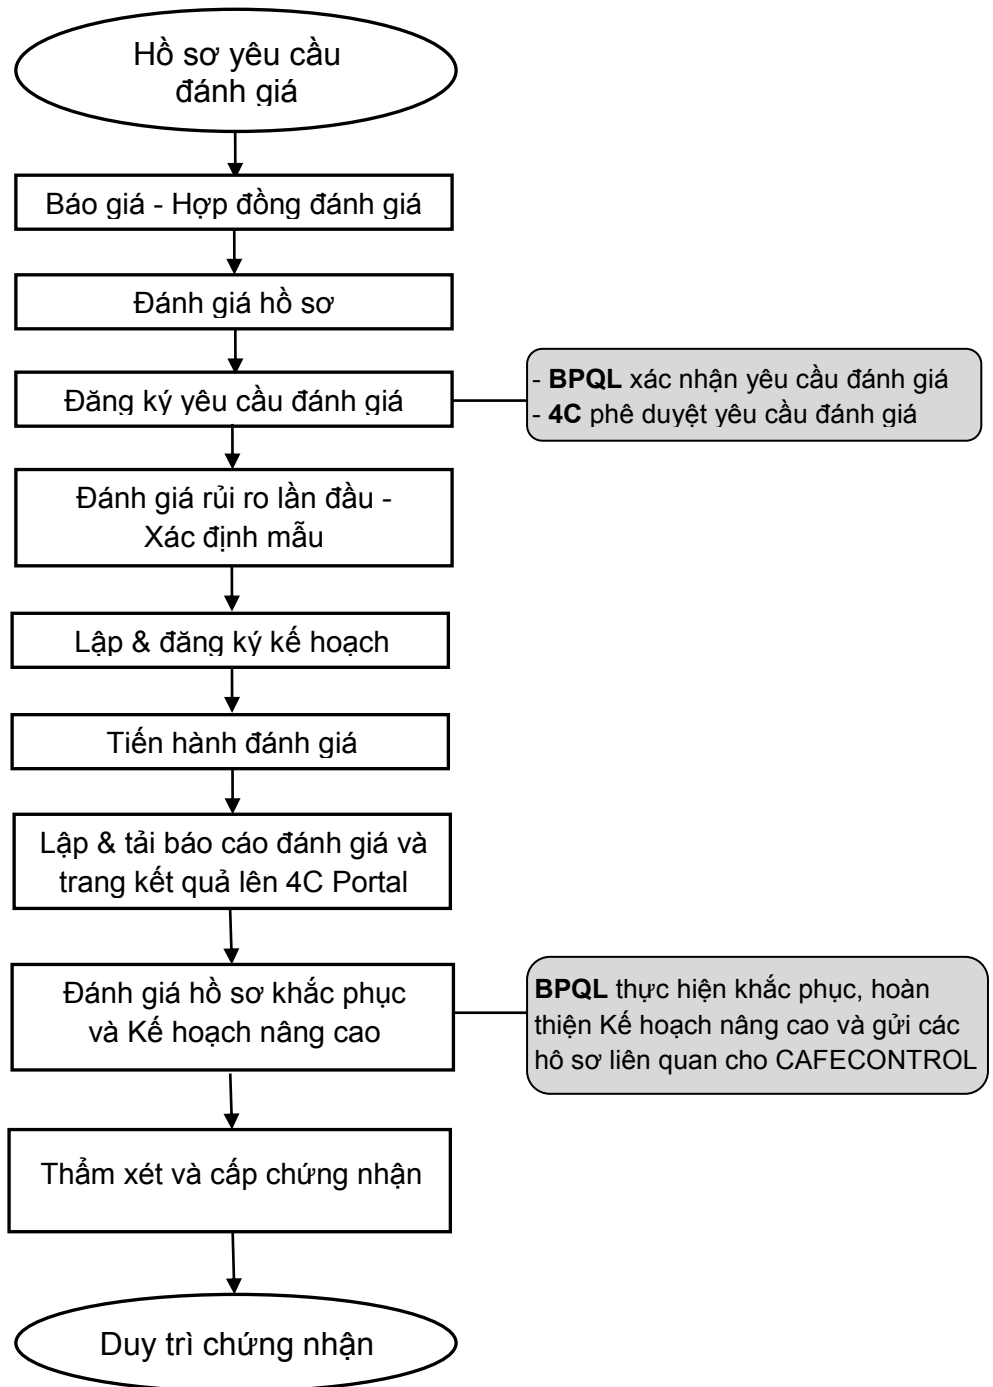 Hồ sơ yêu cầu
đánh giá
Báo giá - Hợp đồng đánh giá
Đánh giá hồ sơ
Đăng ký yêu cầu đánh giá
- BPQL xác nhận yêu cầu đánh giá
- 4C phê duyệt yêu cầu đánh giá
Đánh giá rủi ro lần đầu -
Xác định mẫu
Lập & đăng ký kế hoạch
Tiến hành đánh giá
Lập & tải báo cáo đánh giá và
trang kết quả lên 4C Portal
Đánh giá hồ sơ khắc phục
và Kế hoạch nâng cao
BPQL thực hiện khắc phục, hoàn
thiện Kế hoạch nâng cao và gửi các
hồ sơ liên quan cho CAFECONTROL
Thẩm xét và cấp chứng nhận
Duy trì chứng nhận